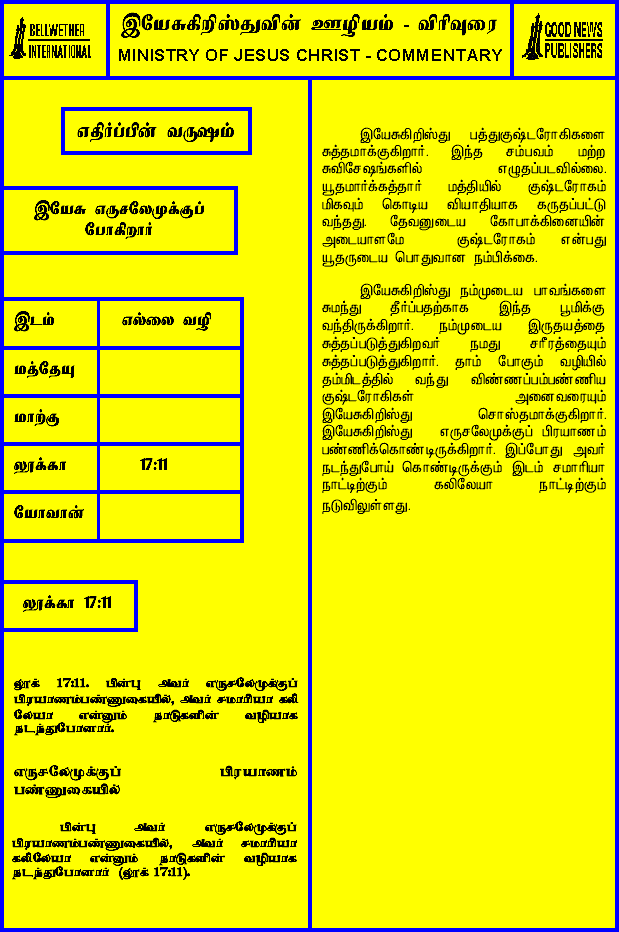 BELLWETHER
INTERNATIONAL
இயேசுகிறிஸ்துவின் ஊழியம் - விரிவுரை
MINISTRY OF JESUS CHRIST - COMMENTARY
GOOD NEWS
PUBLISHERS
எதிர்ப்பின் வருஷம்
இயேசு எருசலேமுக்குப்
போகிறார்
இடம் எல்லை வழி
மத்தேயு
மாற்கு
லூக்கா 17:11
யோவான்
லூக்கா 17:11
லூக் 17:11. பின்பு அவர் எருசலேமுக்குப்
பிரயாணம்பண்ணுகையில், அவர் சமாரியா கலி
லேயா என்னும் நாடுகளின் வழியாக
நடந்துபோனார்.
எருசலேமுக்குப் பிரயாணம்
பண்ணுகையில்
பின்பு அவர் எருசலேமுக்குப்
பிரயாணம்பண்ணுகையில், அவர் சமாரியா
கலிலேயா என்னும் நாடுகளின் வழியாக
நடந்துபோனார் (லூக் 17:11).
இயேசுகிறிஸ்து பத்துகுஷ்டரோகிகளை
சுத்தமாக்குகிறார். இந்த சம்பவம் மற்ற
சுவிசேஷங்களில் எழுதப்படவில்லை.
யூதமார்க்கத்தார் மத்தியில் குஷ்டரோகம்
மிகவும் கொடிய வியாதியாக கருதப்பட்டு
வந்தது. தேவனுடைய கோபாக்கினையின்
அடையாளமே குஷ்டரோகம் என்பது
யூதருடைய பொதுவான நம்பிக்கை.
இயேசுகிறிஸ்து நம்முடைய பாவங்களை
சுமந்து தீர்ப்பதற்காக இந்த பூமிக்கு
வந்திருக்கிறார். நம்முடைய இருதயத்தை
சுத்தப்படுத்துகிறவர் நமது சரீரத்தையும்
சுத்தப்படுத்துகிறார். தாம் போகும் வழியில்
தம்மிடத்தில் வந்து விண்ணப்பம்பண்ணிய
குஷ்டரோகிகள் அனைவரையும்
இயேசுகிறிஸ்து சொஸ்தமாக்குகிறார்.
இயேசுகிறிஸ்து எருசலேமுக்குப் பிரயாணம்
பண்ணிக்கொண்டிருக்கிறார். இப்போது அவர்
நடந்துபோய் கொண்டிருக்கும் இடம் சமாரியா
நாட்டிற்கும் கலிலேயா நாட்டிற்கும்
நடுவிலுள்ளது.